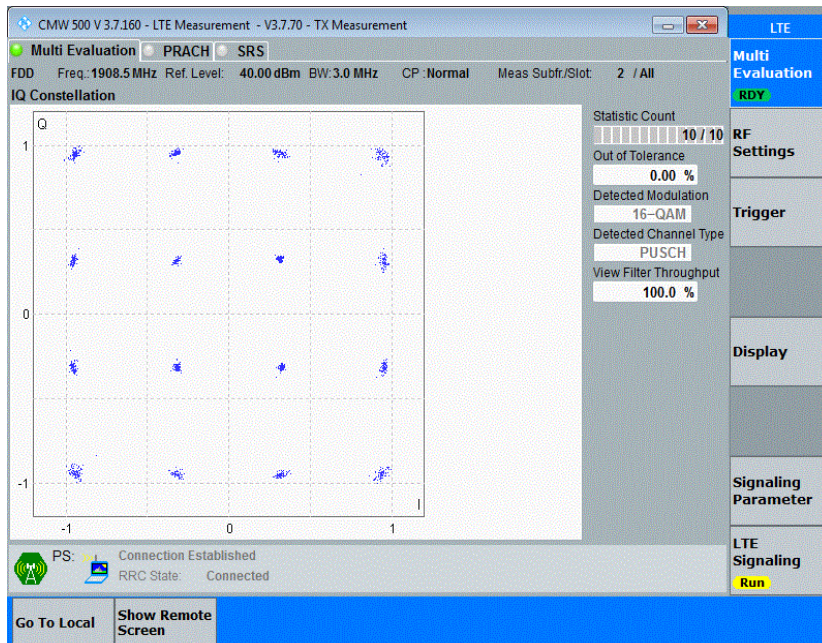 CMW 500 V 3.7.160 - LTE Measurement - V3.7.70 - TX Measurement
LTE
Multi Evaluation PRACH SRS
FDD Freq.: 1908.5 MHz Ref. Level: 40.00 dBm BW: 3.0 MHz CP : Normal Meas Subfr./Slot: 2 / All
IQ Constellation
Q
1
0
-1
I
-1 0 1
Statistic Count
10 / 10
Out of Tolerance
0.00 %
Detected Modulation
16-QAM
Detected Channel Type
PUSCH
View Filter Throughput
100.0 %
Multi
Evaluation
RDY
RF
Settings
Trigger
Display
Signaling
Parameter
LTE
Signaling
Run
PS: Connection Established
RRC State: Connected
Go To Local
Show Remote
Screen